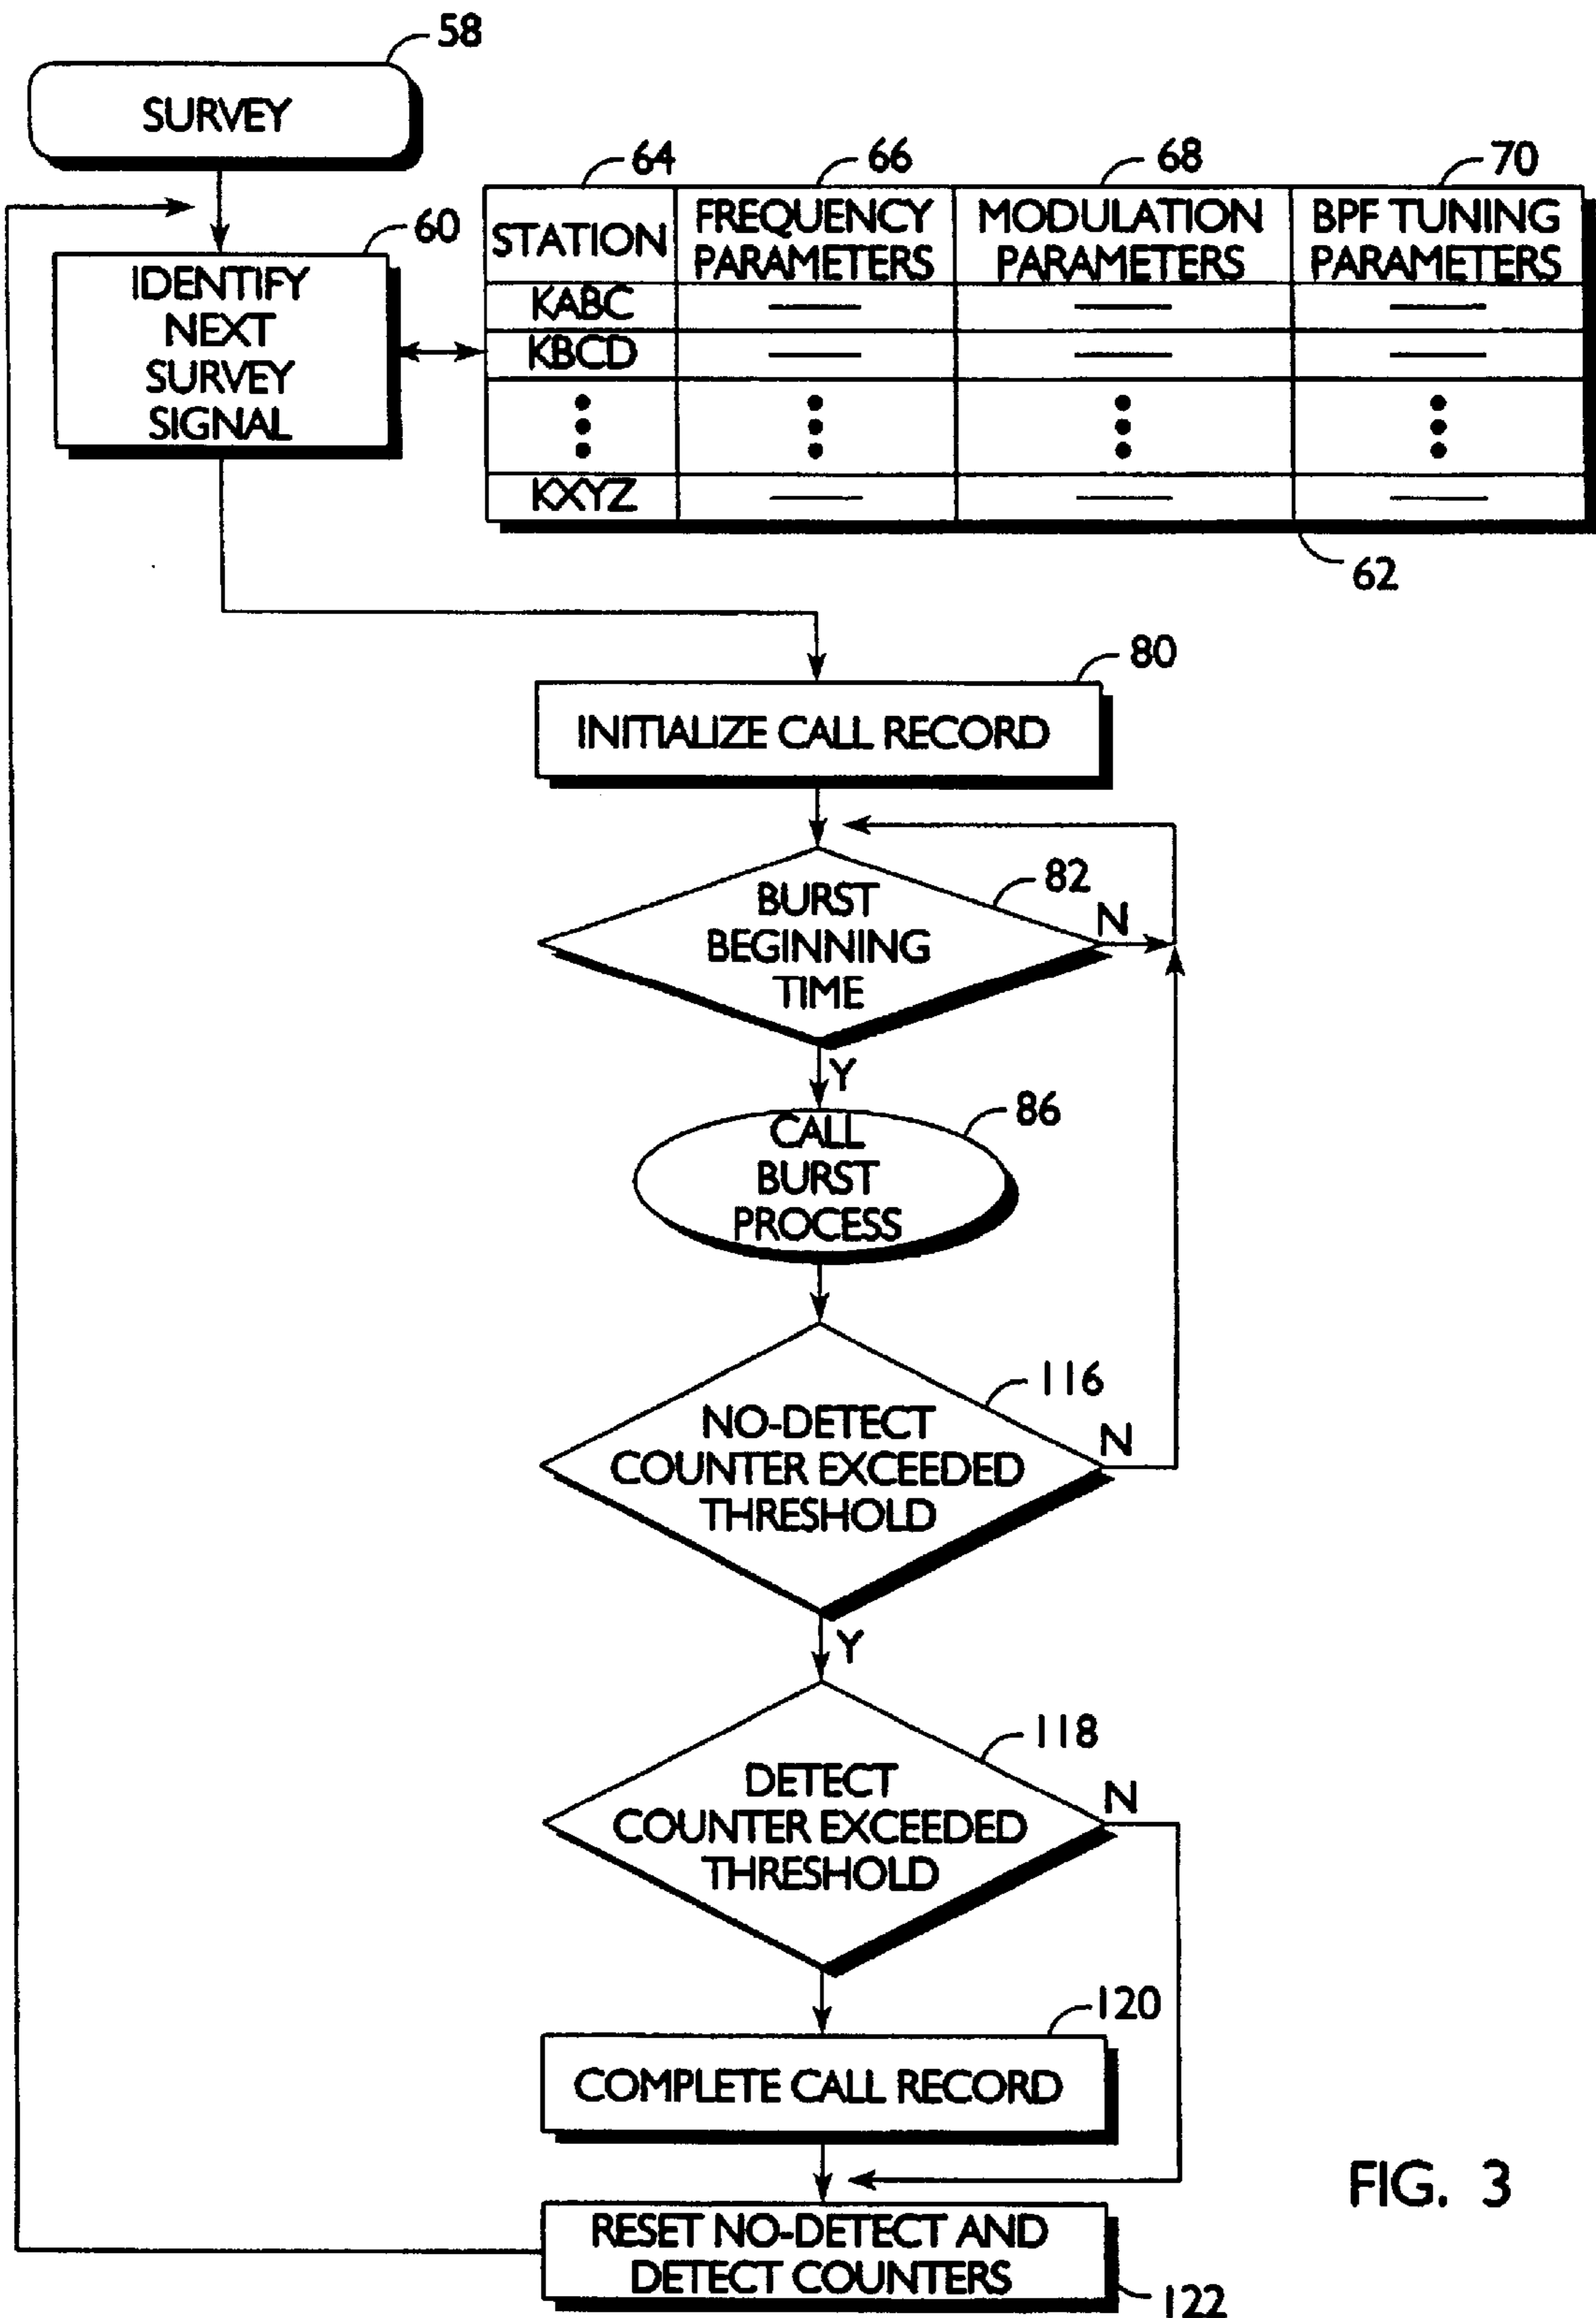 58
SURVEY
64
66
68
70
STATION
FREQUENCY
PARAMETERS
MODULATION
PARAMETERS
BPF TUNING
PARAMETERS
60
IDENTIFY
NEXT
SURVEY
SIGNAL
KABC
KBCD
KXYZ
62
80
INITIALIZE CALL RECORD
82
BURST
BEGINNING
TIME
N
Y
86
CALL
BURST
PROCESS
116
NO-DETECT
COUNTER EXCEEDED
THRESHOLD
N
Y
118
DETECT
COUNTER EXCEEDED
THRESHOLD
N
120
COMPLETE CALL RECORD
RESET NO-DETECT AND
DETECT COUNTERS
122
FIG. 3